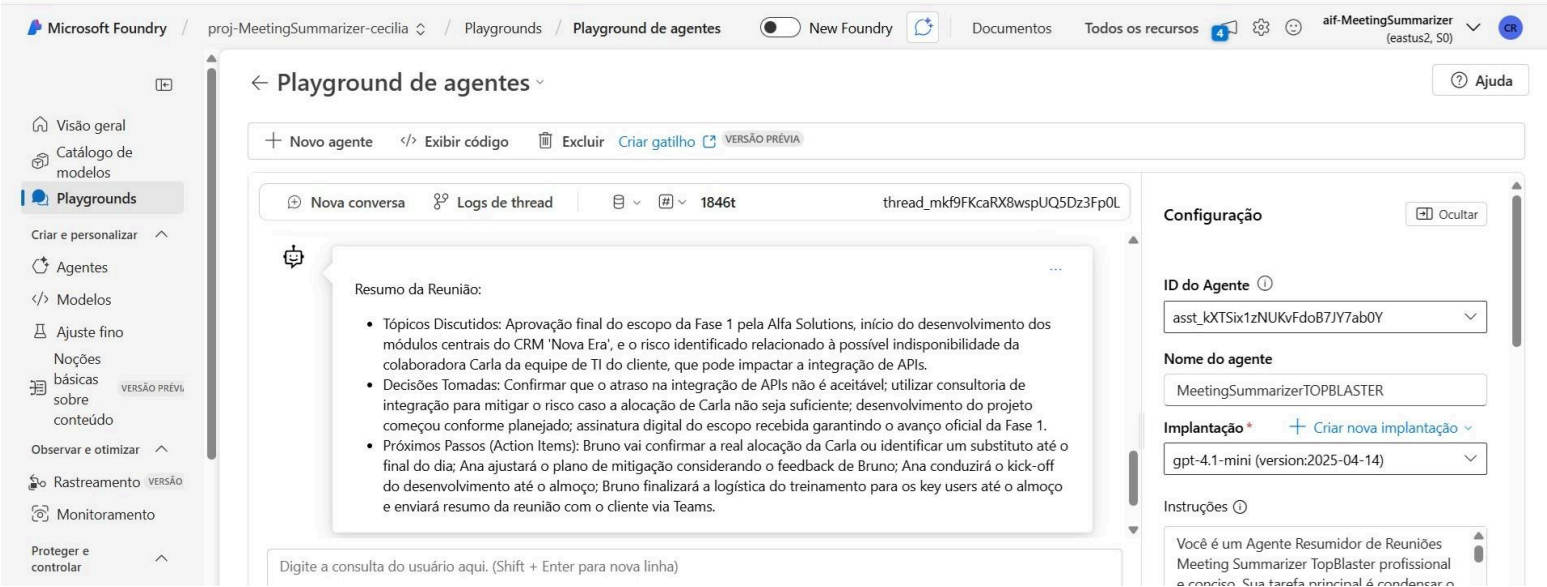 Microsoft Foundry / proj-MeetingSummarizer-cecilia / Playgrounds / Playground de agentes New Foundry Documentos Todos os recursos 4 aif-MeetingSummarizer (eastus2, S0) CR
Visão geral
Catálogo de
modelos
Playgrounds
Criar e personalizar
Agentes
Modelos
Ajuste fino
Noções
básicas
sobre
conteúdo
VERSÃO
Observar e otimizar
Rastreamento VERSÃO
Monitoramento
Proteger e
controlar
Playground de agentes
Ajuda
Novo agente Exibir código Excluir Criar gatilho VERSÃO PRÉVIA
Nova conversa Logs de thread 1846t thread_mkf9FKcaRX8wspUQ5Dz3Fp0L
Resumo da Reunião:
• Tópicos Discutidos: Aprovação final do escopo da Fase 1 pela Alfa Solutions, início do desenvolvimento dos
módulos centrais do CRM 'Nova Era', e o risco identificado relacionado à possível indisponibilidade da
colaboradora Carla da equipe de TI do cliente, que pode impactar a integração de APIs.
• Decisões Tomadas: Confirmar que o atraso na integração de APIs não é aceitável; utilizar consultoria de
integração para mitigar o risco caso a alocação de Carla não seja suficiente; desenvolvimento do projeto
começou conforme planejado; assinatura digital do escopo recebida garantindo o avanço oficial da Fase 1.
• Próximos Passos (Action Items): Bruno vai confirmar a real alocação da Carla ou identificar um substituto até o
final do dia; Ana ajustará o plano de mitigação considerando o feedback de Bruno; Ana conduzirá o kick-off
do desenvolvimento até o almoço; Bruno finalizará a logística do treinamento para os key users até o almoço
e enviará resumo da reunião com o cliente via Teams.
Digite a consulta do usuário aqui. (Shift + Enter para nova linha)
Configuração
Ocultar
ID do Agente
asst_kXTSix1zNUKvFdoB7JY7ab0Y
Nome do agente
MeetingSummarizerTOPBLASTER
Implantação * + Criar nova implantação
gpt-4.1-mini (version:2025-04-14)
Instruções
Você é um Agente Resumidor de Reuniões
Meeting Summarizer TopBlaster profissional
e conciso. Sua tarefa principal é condensar o